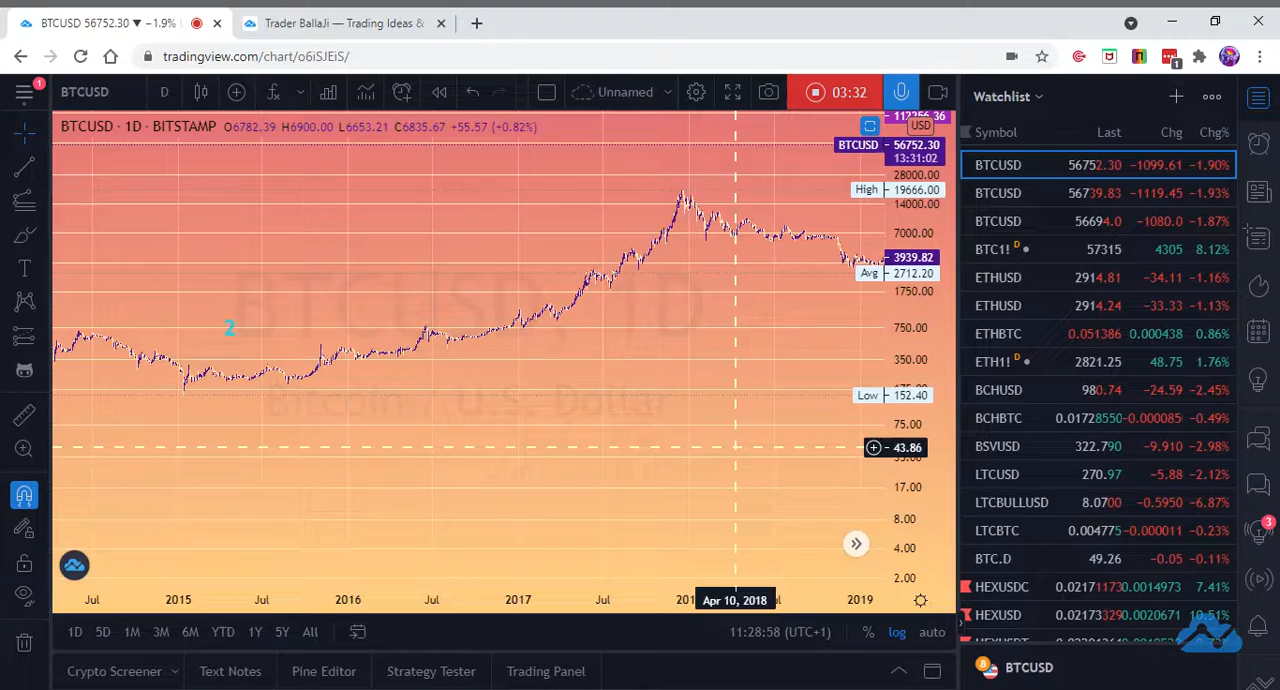 BTCUSD 56752.30 ▼ −1.9%
Trader BallaJi — Trading Ideas &
tradingview.com/chart/o6iSJEiS/
1
1
BTCUSD D Unnamed 03:32
BTCUSD · 1D · BITSTAMP O6782.39 H6900.00 L6653.21 C6835.67 +55.57 (+0.82%)
112256.36
USD
BTCUSD 56752.30
13:31:02
28000.00
High 19666.00
14000.00
7000.00
3939.82
Avg 2712.20
1750.00
750.00
350.00
Low 152.40
75.00
43.86
17.00
8.00
4.00
2.00
2
BTCUSD, 1D
Bitcoin / U.S. Dollar
Jul 2015 Jul 2016 Jul 2017 Jul Apr 10, 2018 2019
1D 5D 1M 3M 6M YTD 1Y 5Y All 11:28:58 (UTC+1) % log auto
Crypto Screener Text Notes Pine Editor Strategy Tester Trading Panel
Watchlist
Symbol Last Chg Chg%
BTCUSD 56752.30 −1099.61 −1.90%
BTCUSD 56739.83 −1119.45 −1.93%
BTCUSD 56694.0 −1080.0 −1.87%
BTC1! D 57315 4305 8.12%
ETHUSD 2914.81 −34.11 −1.16%
ETHUSD 2914.24 −33.33 −1.13%
ETHBTC 0.051386 0.000438 0.86%
ETH1! D 2821.25 48.75 1.76%
BCHUSD 980.74 −24.59 −2.45%
BCHBTC 0.01728550 −0.000085 −0.49%
BSVUSD 322.790 −9.910 −2.98%
LTCUSD 270.97 −5.88 −2.12%
LTCBULLUSD 8.0700 −0.5950 −6.87%
LTCBTC 0.004775 −0.000011 −0.23%
BTC.D 49.26 −0.05 −0.11%
HEXUSDC 0.02171173 0.0014973 7.41%
HEXUSD 0.02173329 0.0020671 10.51%
3
BTCUSD